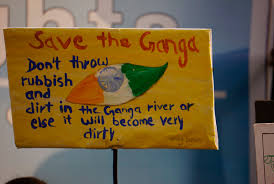 Save the Ganga
Don't throw
rubbish
and
dirt in the Ganga river or
else it will become very
dirty.